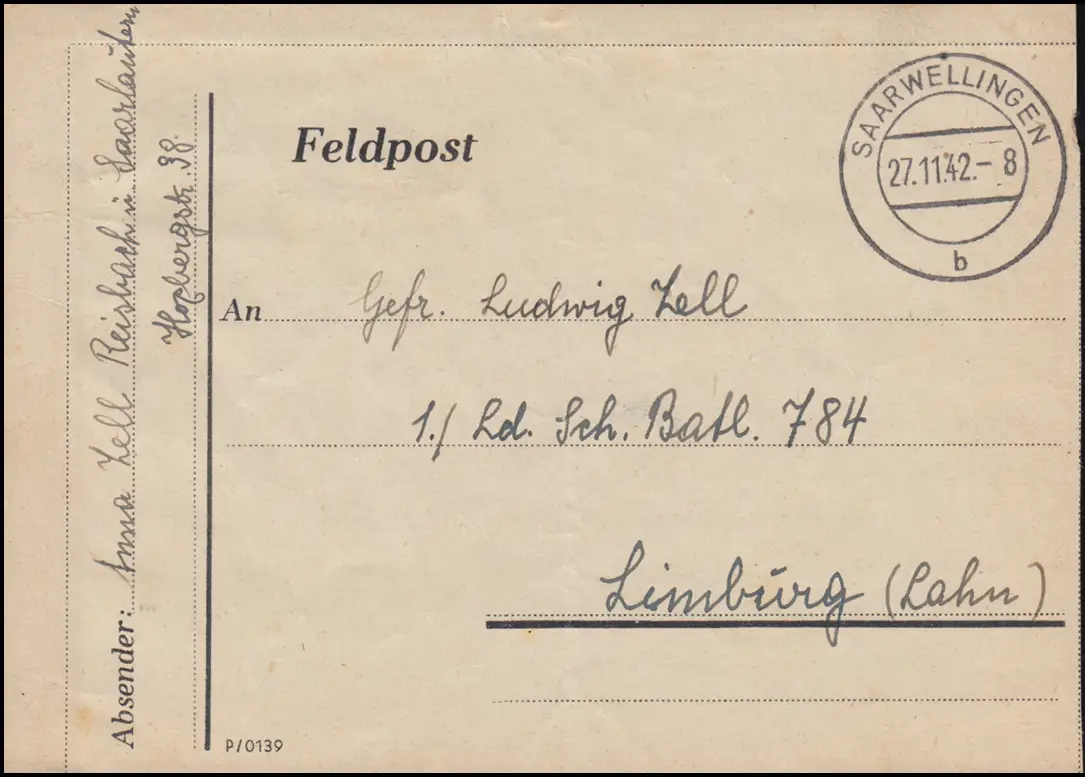 Feldpost
SAARWELLINGEN
27.11.42.- 8
b
An Gefr. Ludwig Zell
1./ Ld. Sch. Batl. 784
Limburg (Lahn)
Absender: Anna Zell Reisbach ü. Saarlautern
38.
P/0139